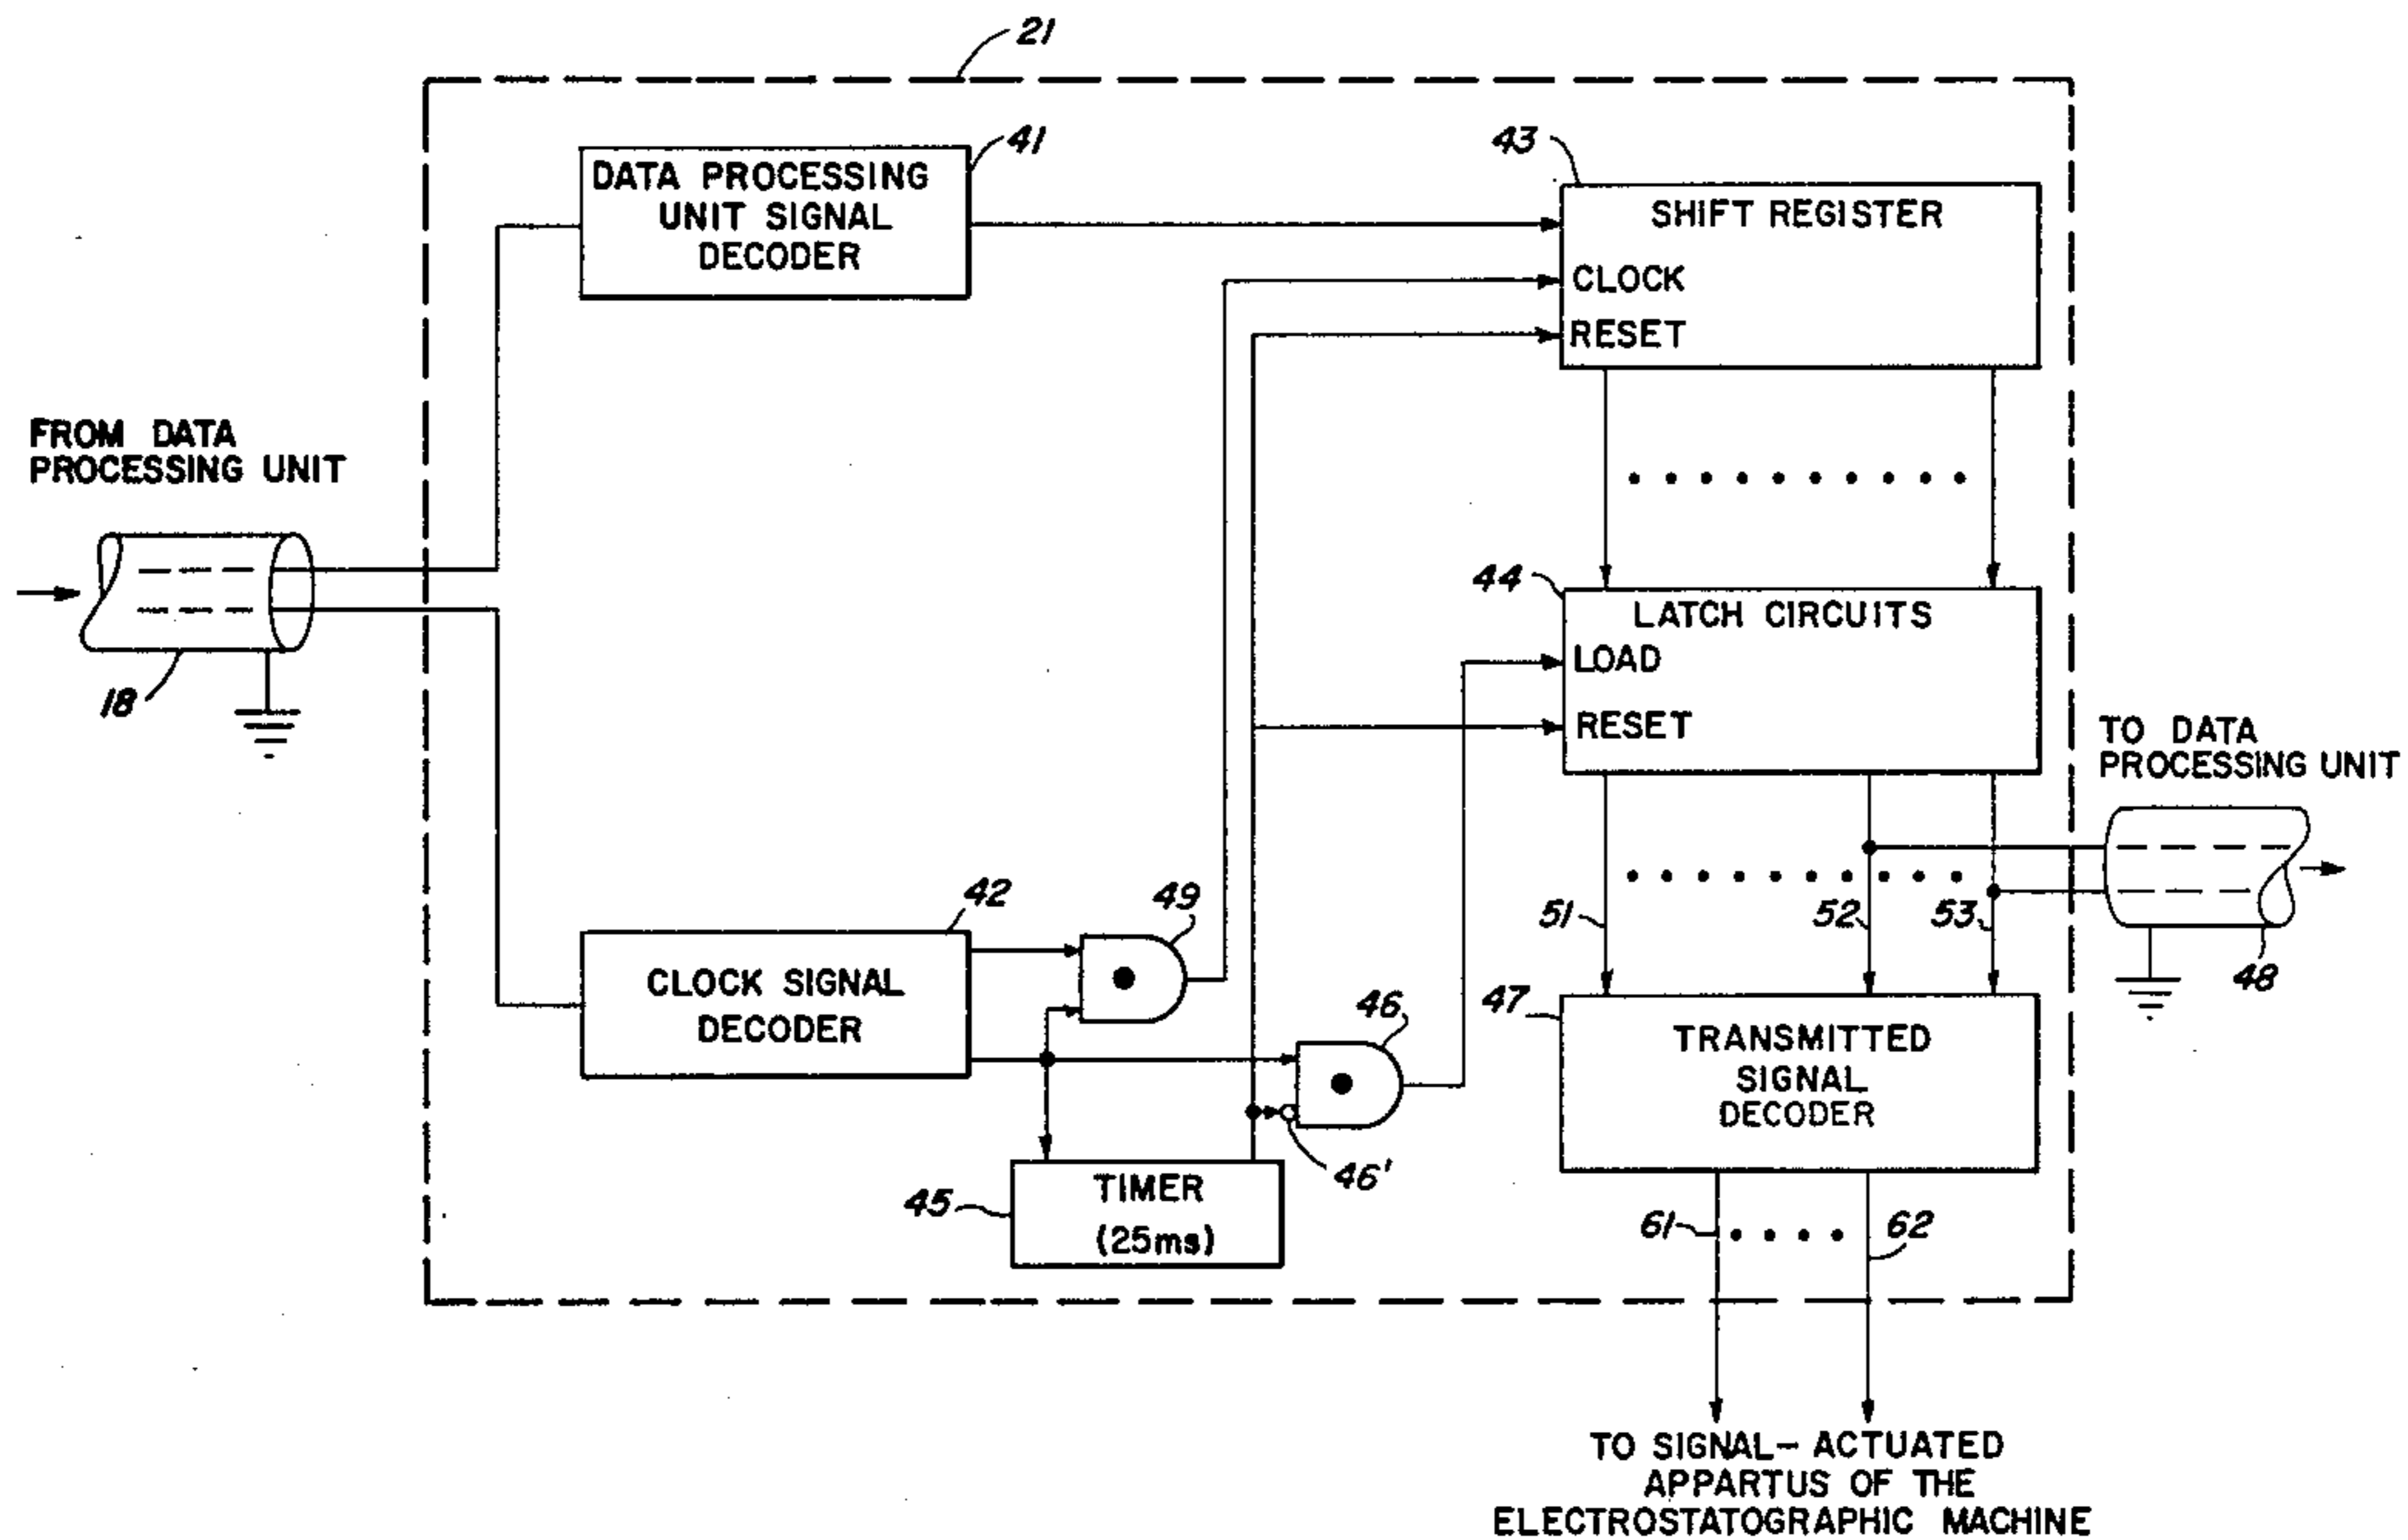 21
41
DATA PROCESSING
UNIT SIGNAL
DECODER
43
SHIFT REGISTER
CLOCK
RESET
FROM DATA
PROCESSING UNIT
18
44
LATCH CIRCUITS
LOAD
RESET
TO DATA
PROCESSING UNIT
48
51
52
53
42
CLOCK SIGNAL
DECODER
49
46
46'
45
TIMER
(25ms)
47
TRANSMITTED
SIGNAL
DECODER
61
62
TO SIGNAL-ACTUATED
APPARTUS OF THE
ELECTROSTATOGRAPHIC MACHINE